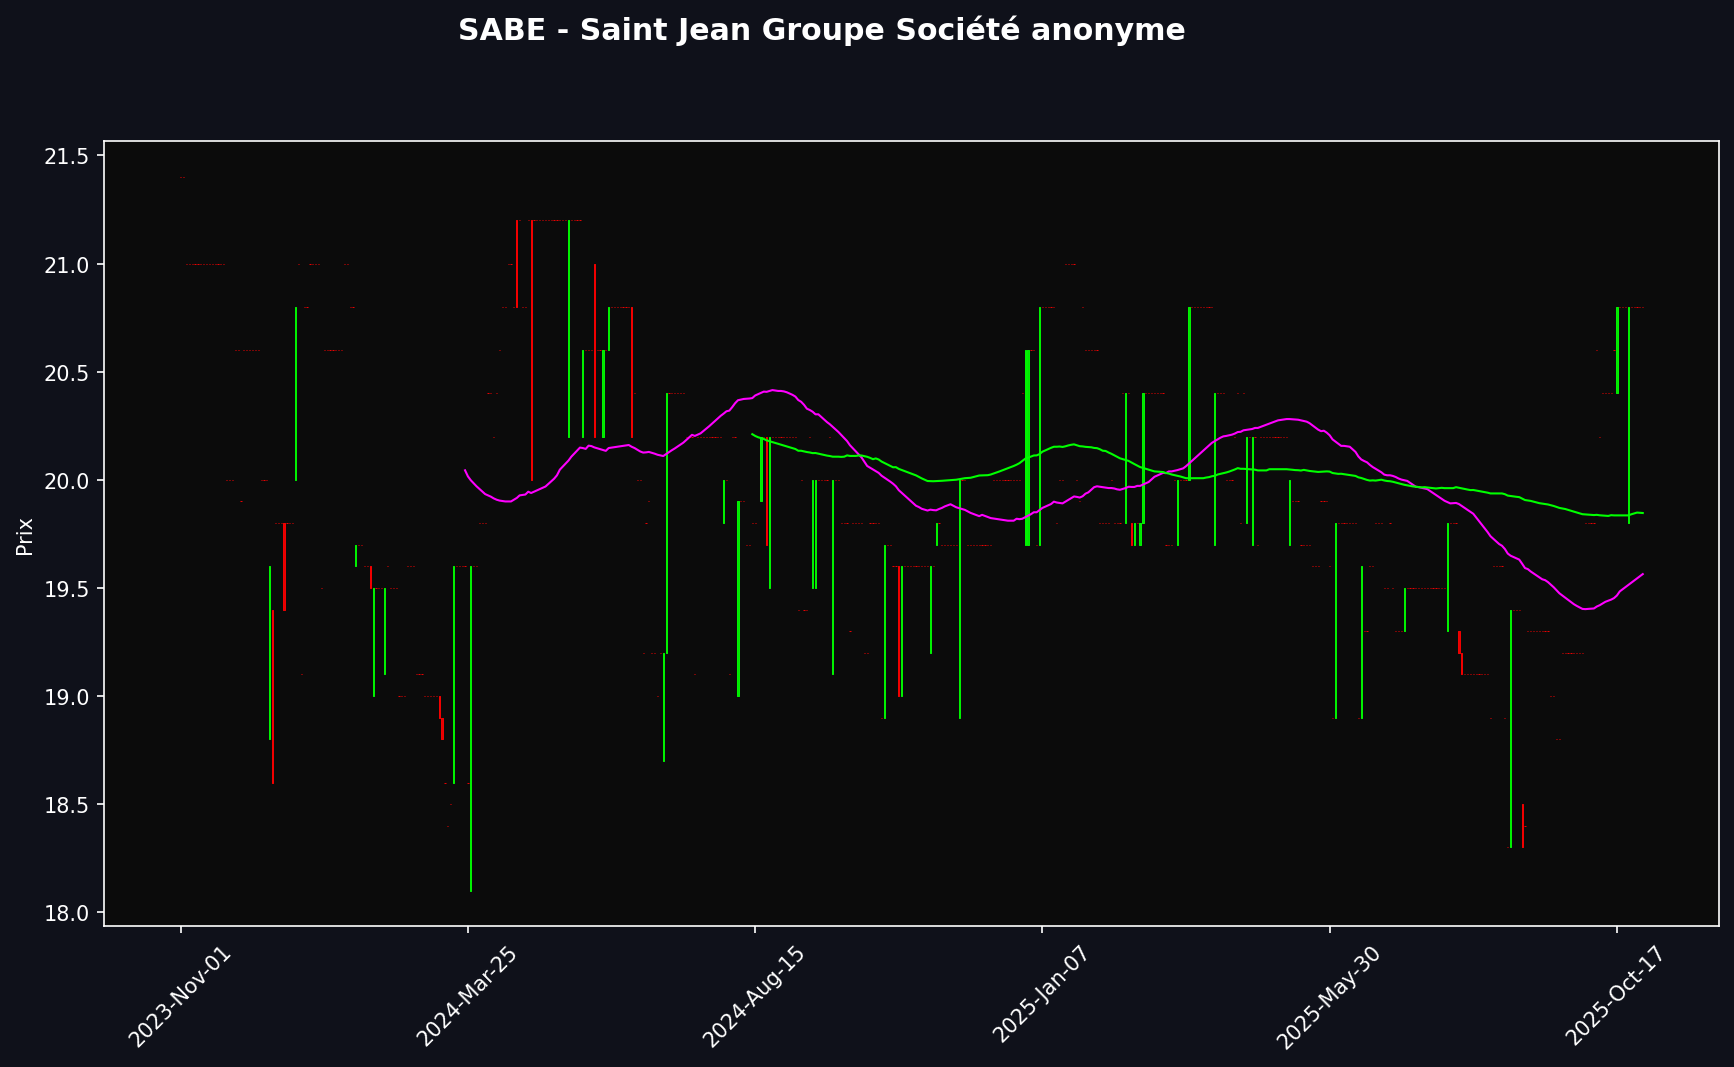 SABE - Saint Jean Groupe Société anonyme
Prix
21.5
21.0
20.5
20.0
19.5
19.0
18.5
18.0
2023-Nov-01
2024-Mar-25
2024-Aug-15
2025-Jan-07
2025-May-30
2025-Oct-17